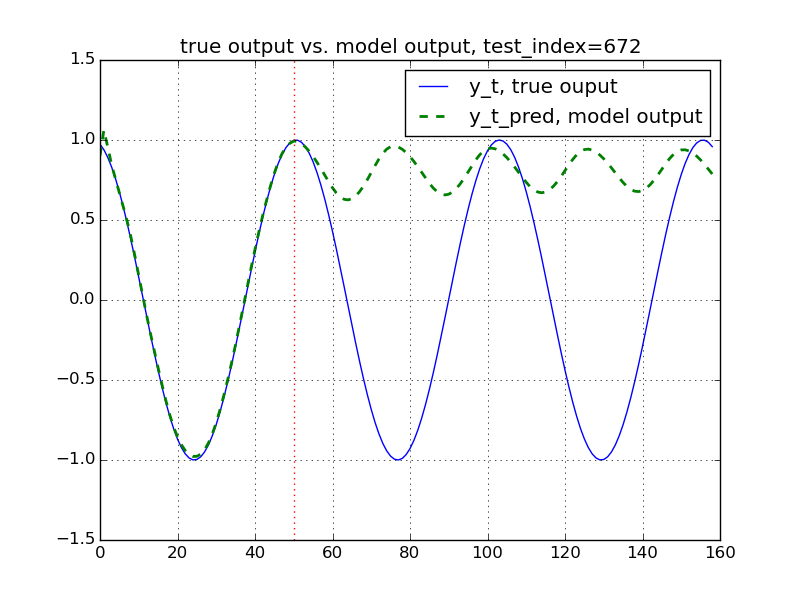 true output vs. model output, test_index=672
y_t, true ouput
y_t_pred, model output
1.5
1.0
0.5
0.0
−0.5
−1.0
−1.5
0 20 40 60 80 100 120 140 160